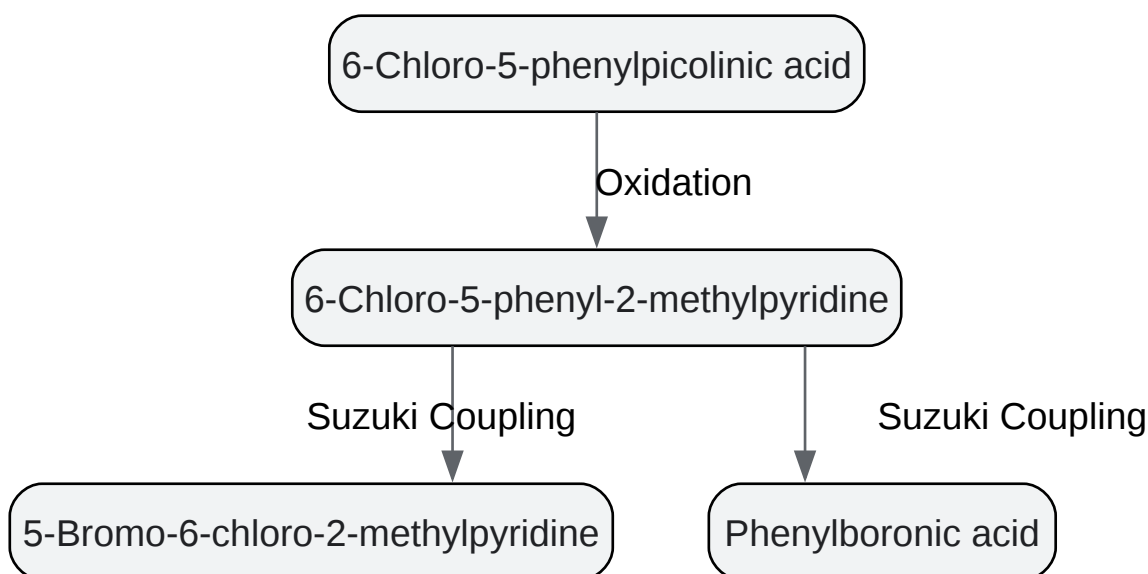 6-Chloro-5-phenylpicolinic acid
Oxidation
6-Chloro-5-phenyl-2-methylpyridine
Suzuki Coupling
Suzuki Coupling
5-Bromo-6-chloro-2-methylpyridine
Phenylboronic acid